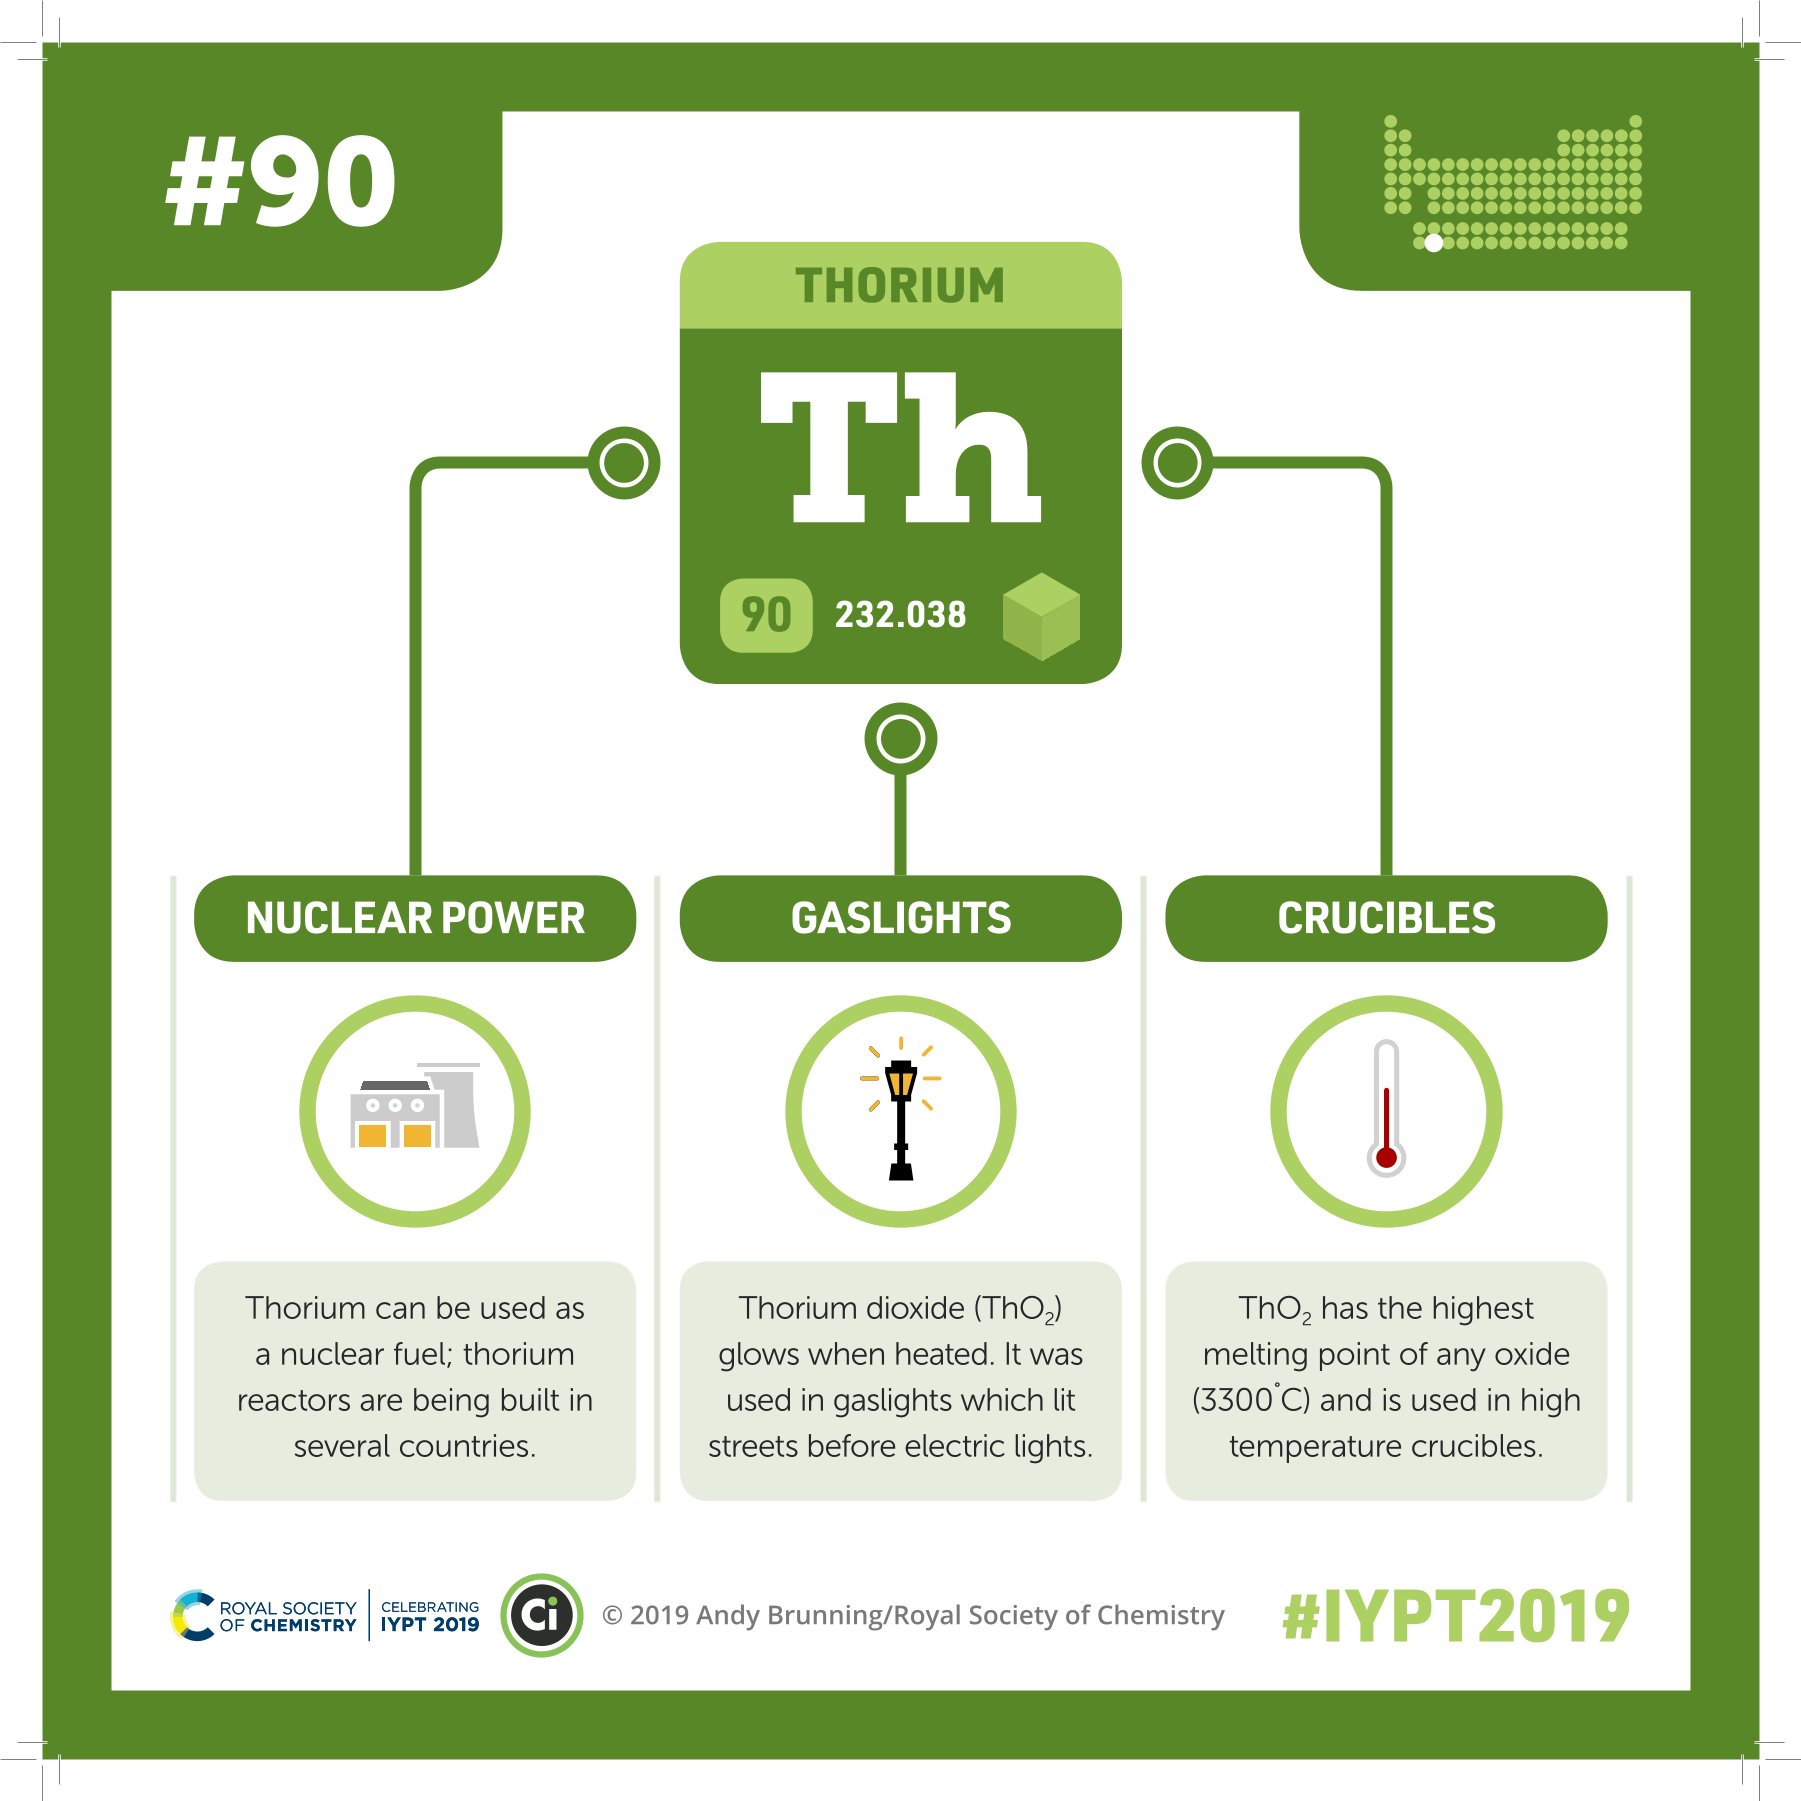 #90
THORIUM
Th
90 232.038
NUCLEAR POWER
Thorium can be used as
a nuclear fuel; thorium
reactors are being built in
several countries.
GASLIGHTS
Thorium dioxide (ThO₂)
glows when heated. It was
used in gaslights which lit
streets before electric lights.
CRUCIBLES
ThO₂ has the highest
melting point of any oxide
(3300°C) and is used in high
temperature crucibles.
ROYAL SOCIETY
OF CHEMISTRY
CELEBRATING
IYPT 2019
Ci
© 2019 Andy Brunning/Royal Society of Chemistry
#IYPT2019